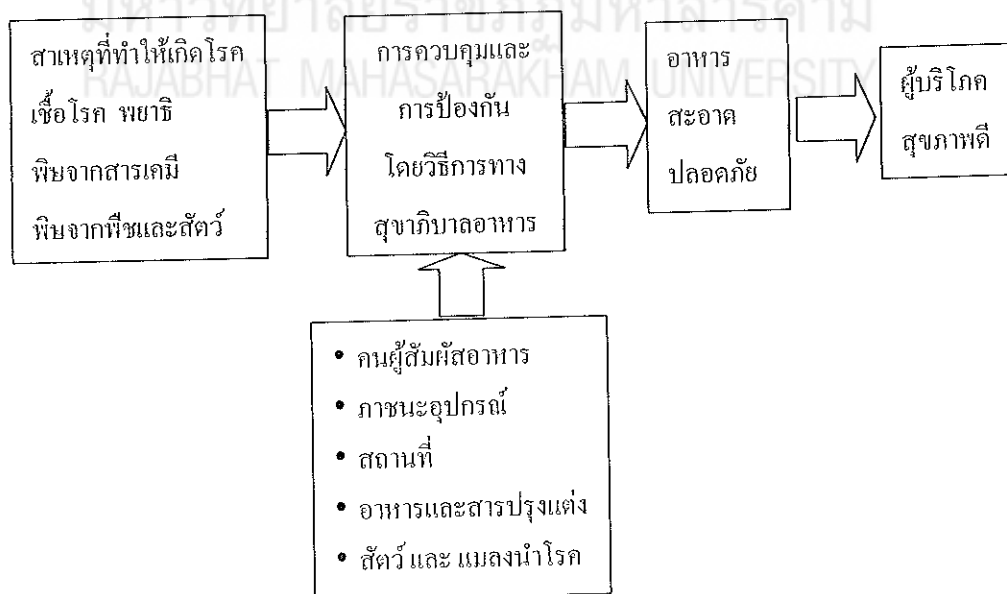 มหาวิทยาลัยราชภัฏมหาสารคาม
RAJABHAT MAHASARAKHAM UNIVERSITY
สาเหตุที่ทำให้เกิดโรค
เชื้อโรค พยาธิ
พิษจากสารเคมี
พิษจากพืชและสัตว์
การควบคุมและ
การป้องกัน
โดยวิธีการทาง
สุขาภิบาลอาหาร
อาหาร
สะอาด
ปลอดภัย
ผู้บริโภค
สุขภาพดี
• คนผู้สัมผัสอาหาร
• ภาชนะอุปกรณ์
• สถานที่
• อาหารและสารปรุงแต่ง
• สัตว์ และ แมลงนำโรค